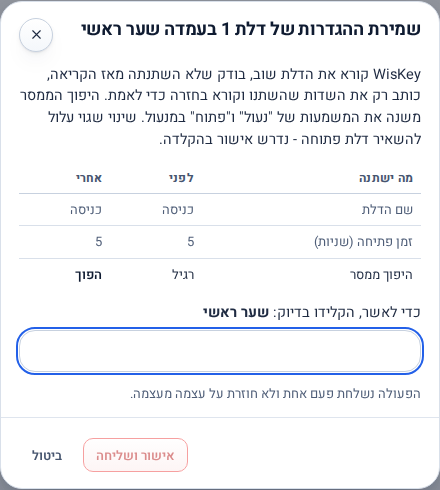 שמירת ההגדרות של דלת 1 בעמדה שער ראשי
WisKey קורא את הדלת שוב, בודק שלא השתנתה מאז הקריאה,
כותב רק את השדות שהשתנו וקורא בחזרה כדי לאמת. היפוך הממסר
משנה את המשמעות של "נעול" ו"פתוח" במנעול. שינוי שגוי עלול
להשאיר דלת פתוחה - נדרש אישור בהקלדה.
מה ישתנה לפני אחרי
שם הדלת כניסה כניסה
זמן פתיחה (שניות) 5 5
היפוך ממסר רגיל הפוך
כדי לאשר, הקלידו בדיוק: שער ראשי
הפעולה נשלחת פעם אחת ולא חוזרת על עצמה מעצמה.
אישור ושליחה ביטול